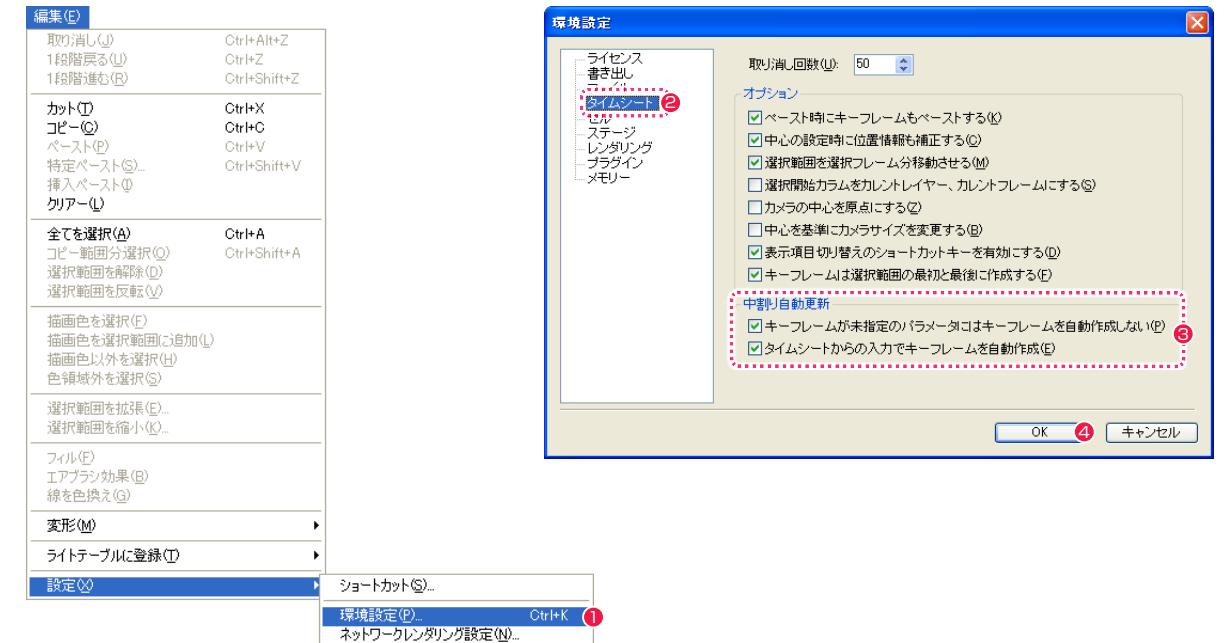 編集(E)
取り消し(J) Ctrl+Alt+Z
1段階戻る(U) Ctrl+Z
1段階進む(R) Ctrl+Shift+Z
カット(T) Ctrl+X
コピー(C) Ctrl+C
ペースト(P) Ctrl+V
特定ペースト(S)... Ctrl+Shift+V
挿入ペースト(I)
クリアー(L)
全てを選択(A) Ctrl+A
コピー範囲分選択(O) Ctrl+Shift+A
選択範囲を解除(D)
選択範囲を反転(V)
描画色を選択(F)
描画色を選択範囲に追加(L)
描画色以外を選択(H)
色領域外を選択(S)
選択範囲を拡張(E)...
選択範囲を縮小(K)...
フィル(F)
エアブラシ効果(B)
線を色換え(G)
変形(M)
ライトテーブルに登録(T)
設定(X)
ショートカット(S)...
環境設定(P)... Ctrl+K ❶
ネットワークレンダリング設定(N)...
環境設定
ライセンス
書き出し
タイムシート ❷
セル
ステージ
レンダリング
プラグイン
メモリー
取り消し回数(U): 50
オプション
ペースト時にキーフレームもペーストする(K)
中心の設定時に位置情報も補正する(C)
選択範囲を選択フレーム分移動させる(M)
選択開始カラムをカレントレイヤー、カレントフレームにする(S)
カメラの中心を原点にする(Z)
中心を基準にカメラサイズを変更する(B)
表示項目切り替えのショートカットキーを有効にする(D)
キーフレームは選択範囲の最初と最後に作成する(F)
中割り自動更新
キーフレームが未指定のパラメータにはキーフレームを自動作成しない(P)
タイムシートからの入力でキーフレームを自動作成(E)
❸
OK ❹ キャンセル